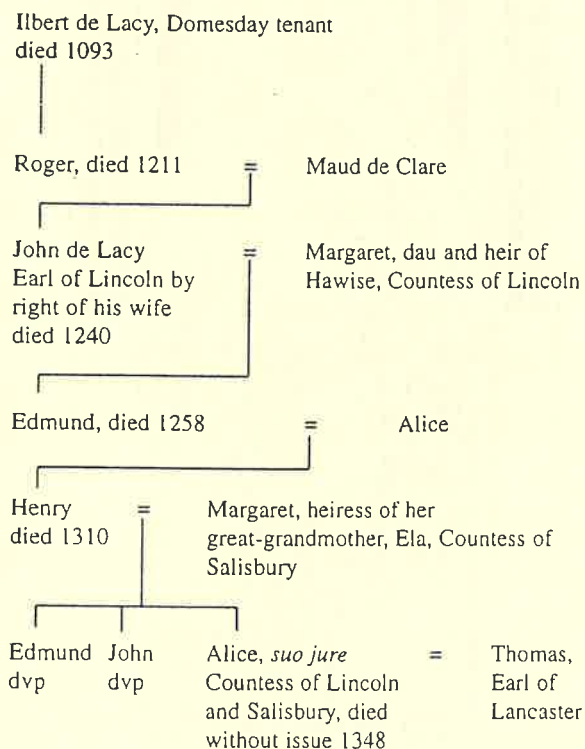 Ilbert de Lacy, Domesday tenant
died 1093
Roger, died 1211 = Maud de Clare
John de Lacy
Earl of Lincoln by
right of his wife
died 1240
=
Margaret, dau and heir of
Hawise, Countess of Lincoln
Edmund, died 1258 = Alice
Henry
died 1310
=
Margaret, heiress of her
great-grandmother, Ela, Countess of
Salisbury
Edmund
dvp
John
dvp
Alice, suo jure
Countess of Lincoln
and Salisbury, died
without issue 1348
=
Thomas,
Earl of
Lancaster